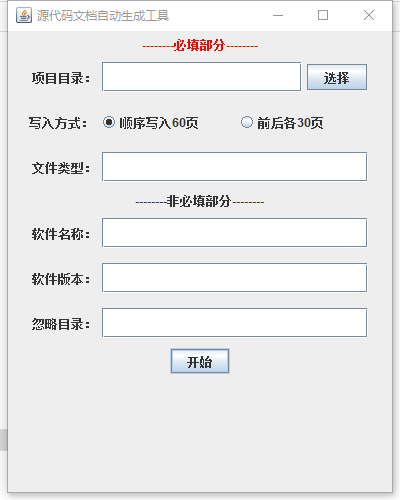 源代码文档自动生成工具
--------必填部分--------
项目目录： 选择
写入方式： 顺序写入60页 前后各30页
文件类型：
--------非必填部分--------
软件名称：
软件版本：
忽略目录：
开始